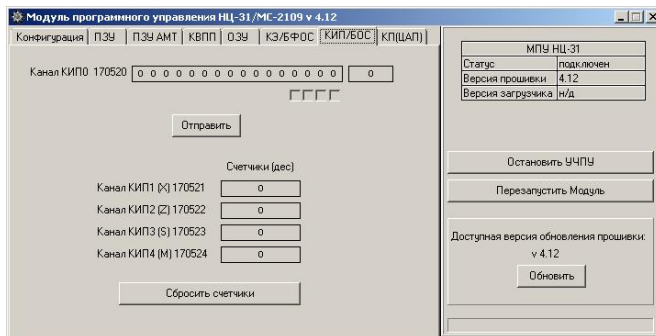 Модуль программного управления НЦ-31/МС-2109 v 4.12
Конфигурация ПЗУ ПЗУ АМТ КВПП ОЗУ КЭ/БФОС КИП/БОС КП(ЦАП)
Канал КИП0 170520 0 0 0 0 0 0 0 0 0 0 0 0 0 0 0 0 0
Отправить
Счетчики (дес)
Канал КИП1 (X) 170521 0
Канал КИП2 (Z) 170522 0
Канал КИП3 (S) 170523 0
Канал КИП4 (M) 170524 0
Сбросить счетчики
МПУ НЦ-31
Статус подключен
Версия прошивки 4.12
Версия загрузчика н/д
Остановить УЧПУ
Перезапустить Модуль
Доступная версия обновления прошивки:
v 4.12
Обновить